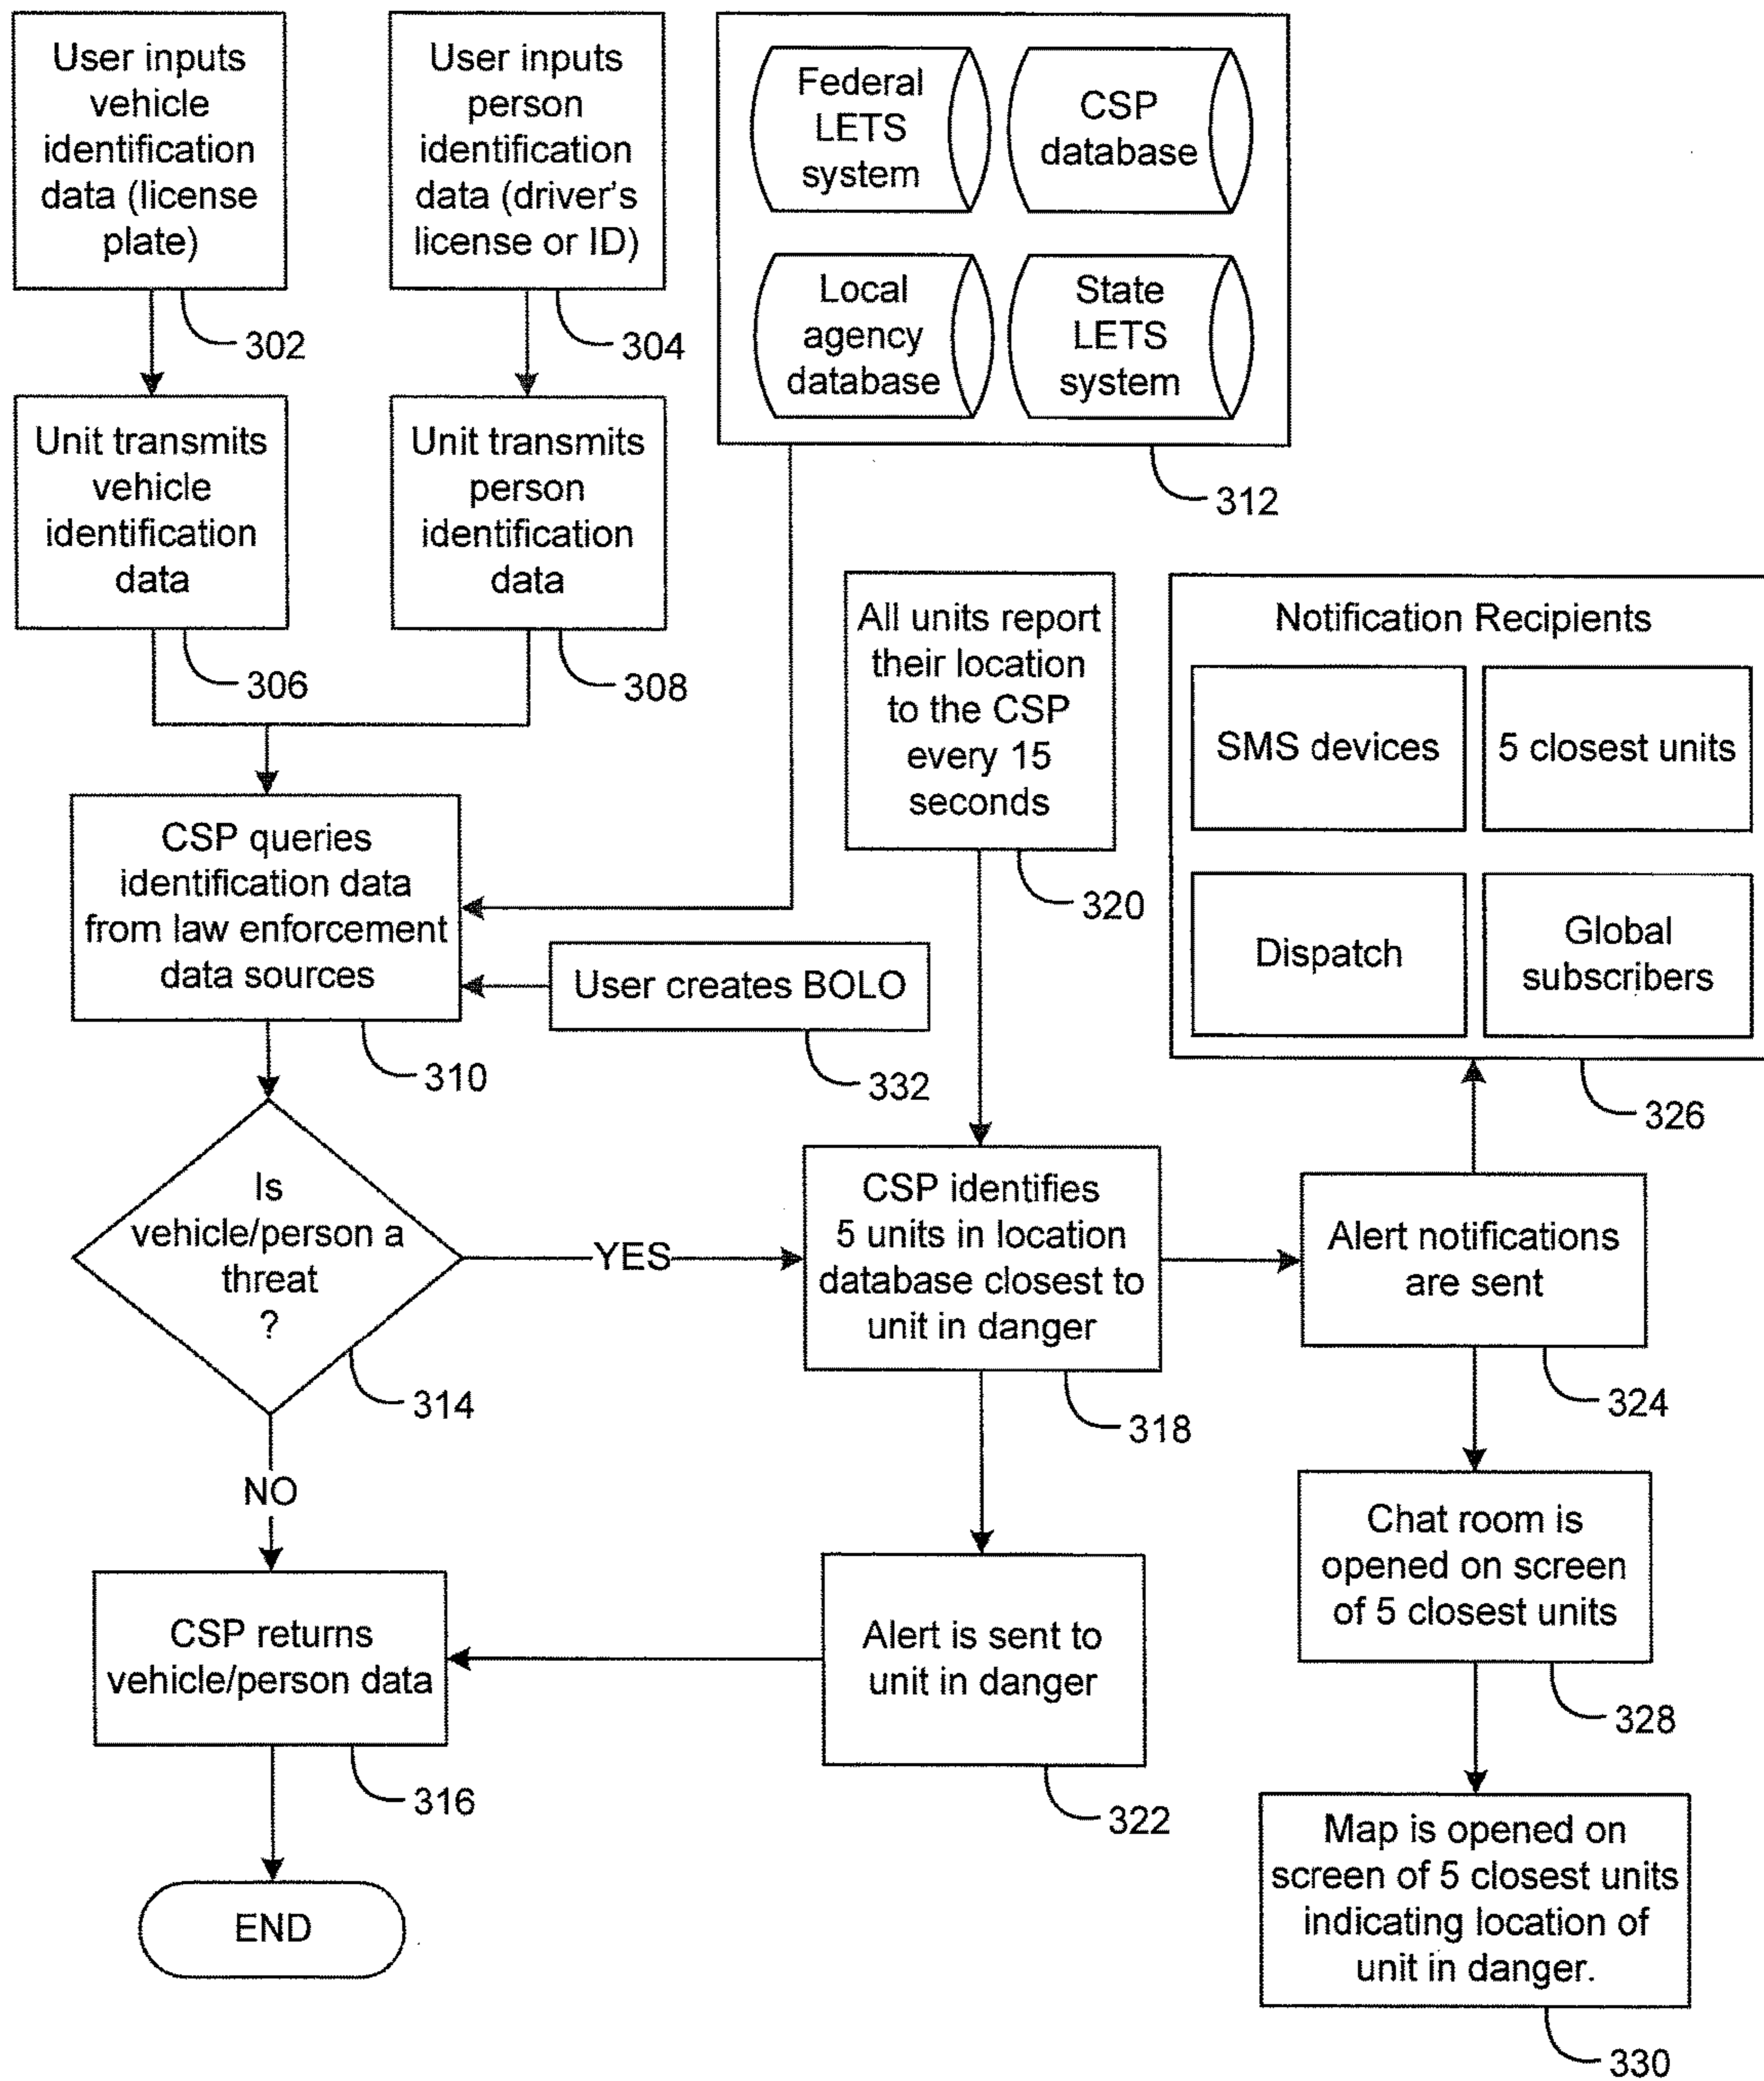 User inputs
vehicle
identification
data (license
plate)
302
User inputs
person
identification
data (driver's
license or ID)
304
Federal
LETS
system
CSP
database
Local
agency
database
State
LETS
system
312
Unit transmits
vehicle
identification
data
306
Unit transmits
person
identification
data
308
All units report
their location
to the CSP
every 15
seconds
320
Notification Recipients
SMS devices
5 closest units
Dispatch
Global
subscribers
326
CSP queries
identification data
from law enforcement
data sources
310
User creates BOLO
332
Is
vehicle/person a
threat
?
314
YES
CSP identifies
5 units in location
database closest to
unit in danger
318
Alert notifications
are sent
324
NO
Chat room is
opened on screen
of 5 closest units
328
CSP returns
vehicle/person data
316
Alert is sent to
unit in danger
322
Map is opened on
screen of 5 closest units
indicating location of
unit in danger.
330
END